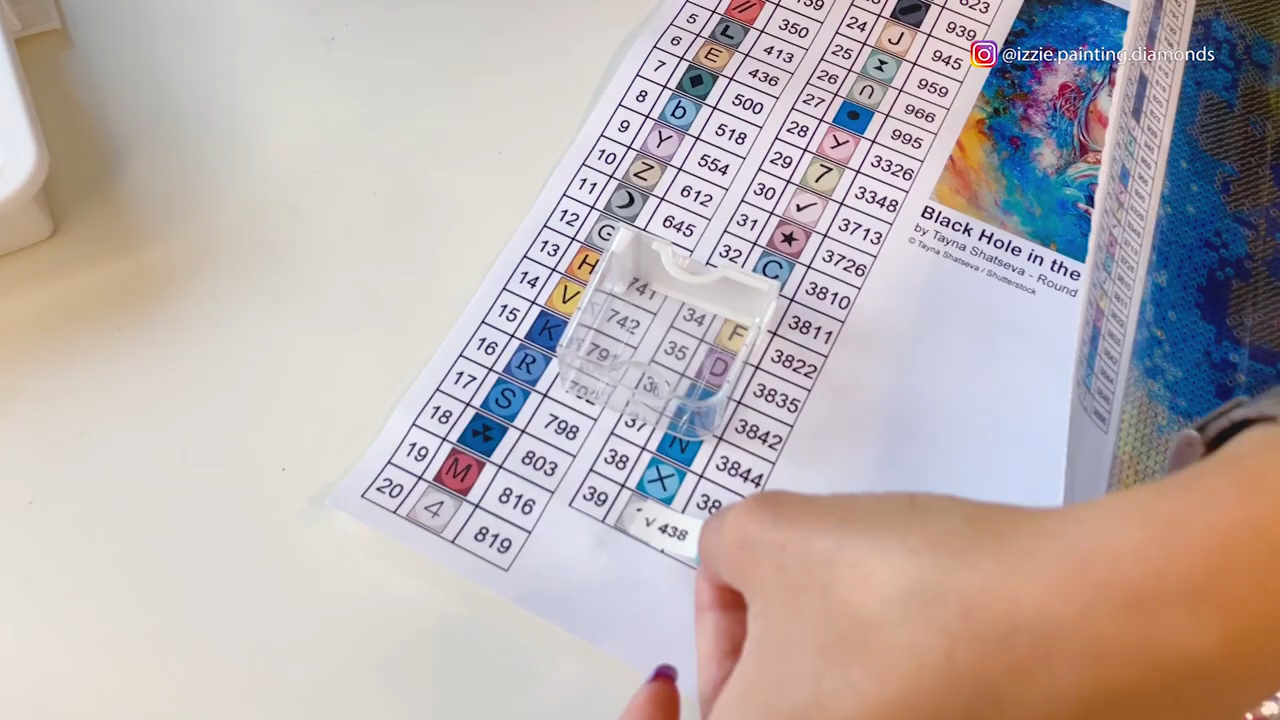 @izzie.painting.diamonds
350
5 L 413
6 E 436
7 ◆ 500
8 b 518
9 Y 554
10 Z 612
11 ☽ 645
12 G
13 H 741
14 V 742
15 K
16 R
17 S 798
18 803
19 M 816
20 4 819
823
939
24 J 945
25 959
26 ∩ 966
27 ● 995
28 y 3326
29 7 3348
30 ✓ 3713
31 ★ 3726
32 C 3810
3811
34 F 3822
35 D 3835
36 3842
37 N 3844
38 X
39
√ 438
Black Hole in the
by Tayna Shatseva - Round
© Tayna Shatseva / Shutterstock